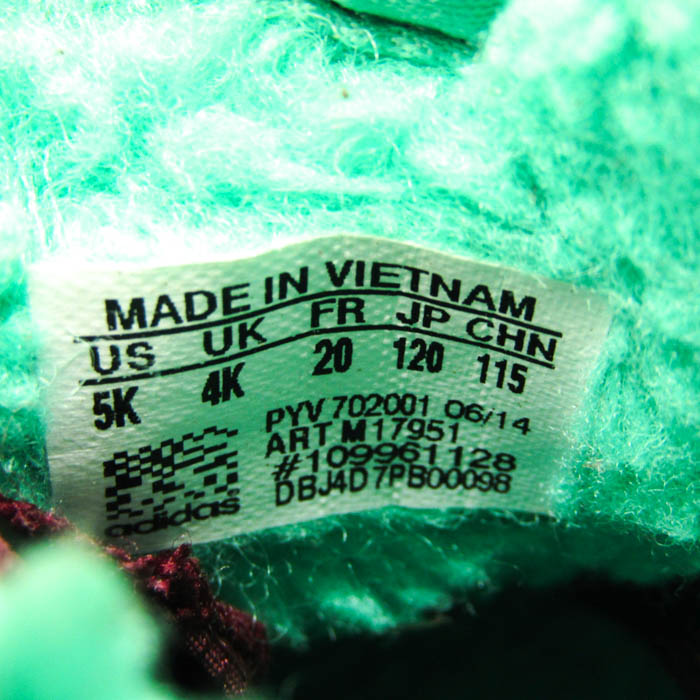 MADE IN VIETNAM
US UK FR JP CHN
5K 4K 20 120 115
PYV 702001 06/14
ART M17951
#109961128
DBJ4D7PB00098
adidas